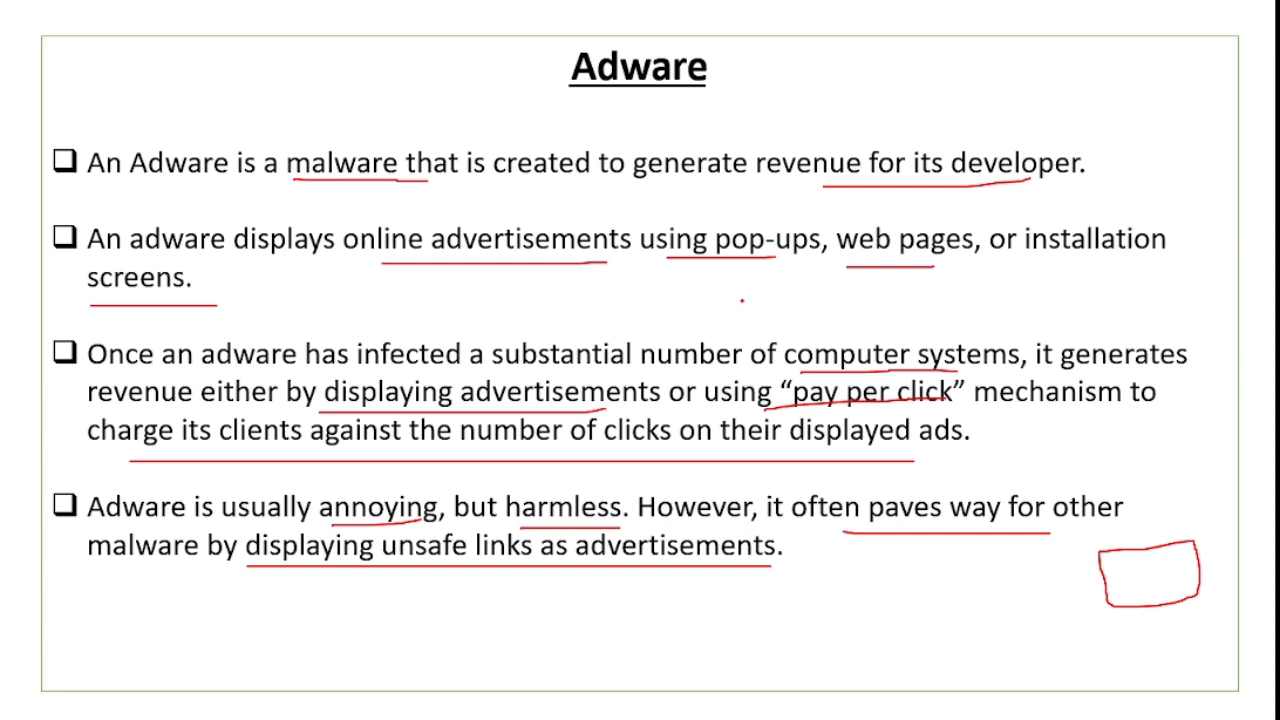 Adware
An Adware is a malware that is created to generate revenue for its developer.
An adware displays online advertisements using pop-ups, web pages, or installation
screens.
Once an adware has infected a substantial number of computer systems, it generates
revenue either by displaying advertisements or using “pay per click” mechanism to
charge its clients against the number of clicks on their displayed ads.
Adware is usually annoying, but harmless. However, it often paves way for other
malware by displaying unsafe links as advertisements.